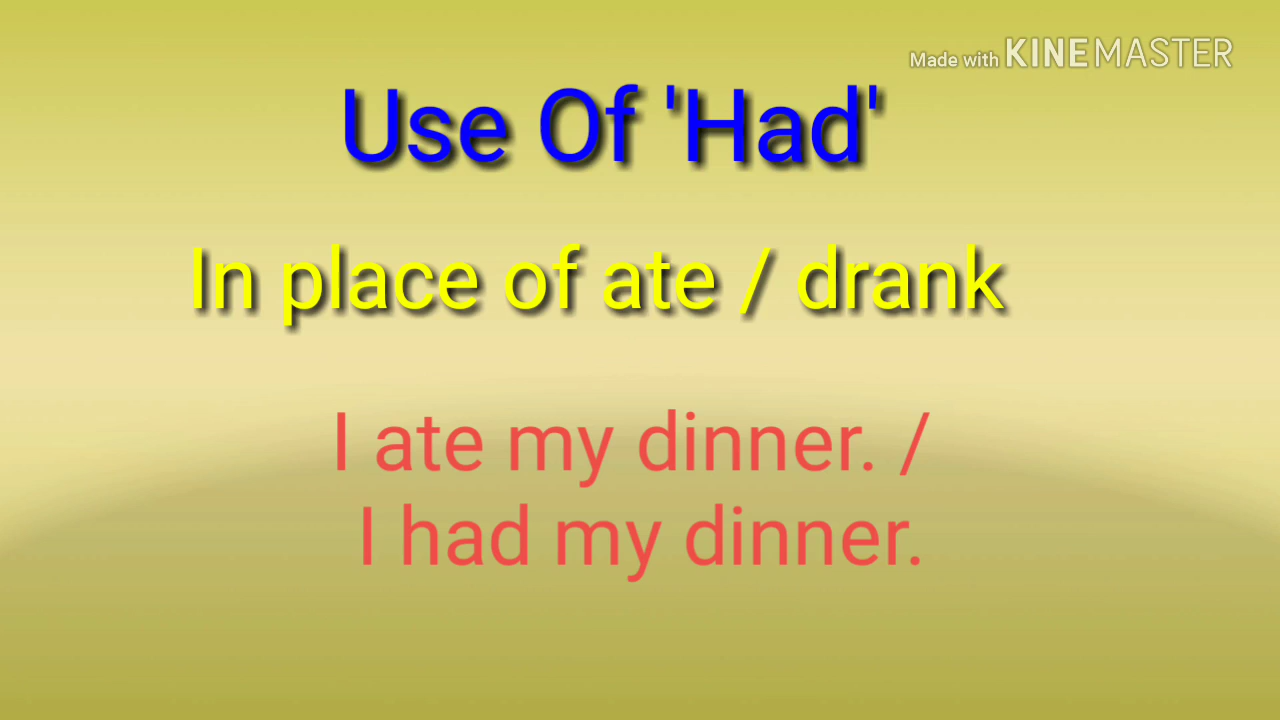 Made with KINEMASTER
Use Of 'Had'
In place of ate / drank
I ate my dinner. /
I had my dinner.